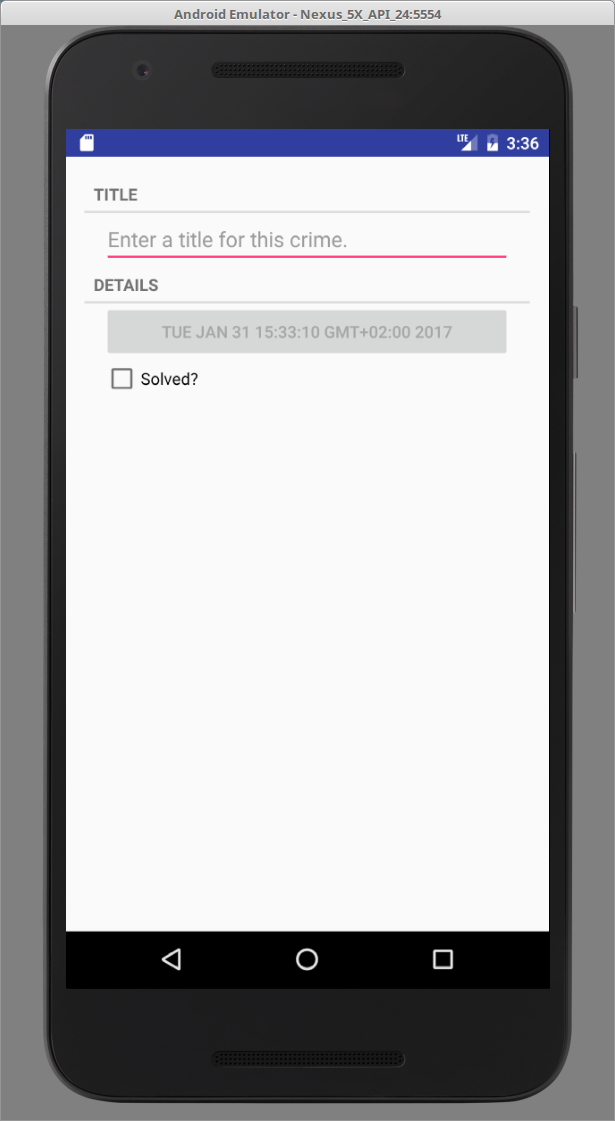 Android Emulator - Nexus_5X_API_24:5554
LTE 3:36
TITLE
Enter a title for this crime.
DETAILS
TUE JAN 31 15:33:10 GMT+02:00 2017
Solved?